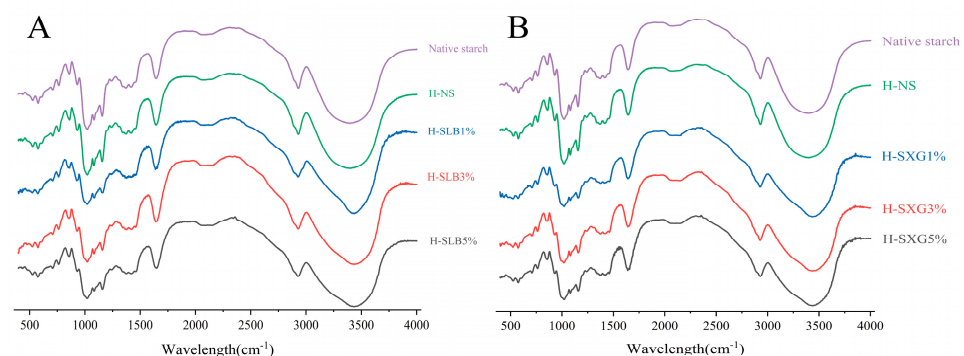 A
Native starch
H-NS
H-SLB1%
H-SLB3%
H-SLB5%
500 1000 1500 2000 2500 3000 3500 4000
Wavelength(cm⁻¹)
B
Native starch
H-NS
H-SXG1%
H-SXG3%
H-SXG5%
500 1000 1500 2000 2500 3000 3500 4000
Wavelength(cm⁻¹)